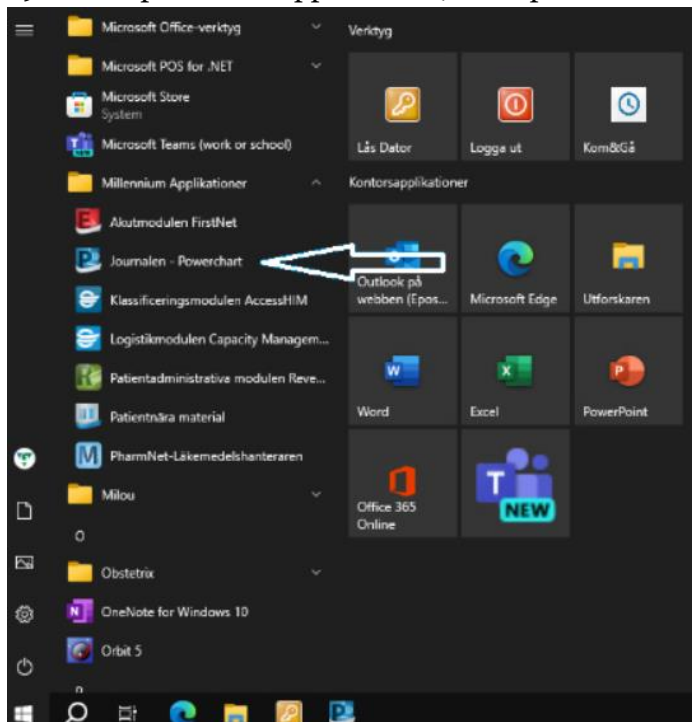 Microsoft Office-verktyg
Microsoft POS for .NET
Microsoft Store
System
Microsoft Teams (work or school)
Millennium Applikationer
Akutmodulen FirstNet
Journalen - Powerchart
Klassificeringsmodulen AccessHIM
Logistikmodulen Capacity Managem...
Patientadministrativa modulen Reve...
Patientnära material
PharmNet-Läkemedelshanteraren
Milou
O
Obstetrix
OneNote for Windows 10
Orbit 5
Verktyg
Lås Dator
Logga ut
Kom&Gå
Kontorsapplikationer
Outlook på
webben (Epos...
Microsoft Edge
Utforskaren
Word
Excel
PowerPoint
Office 365
Online
NEW